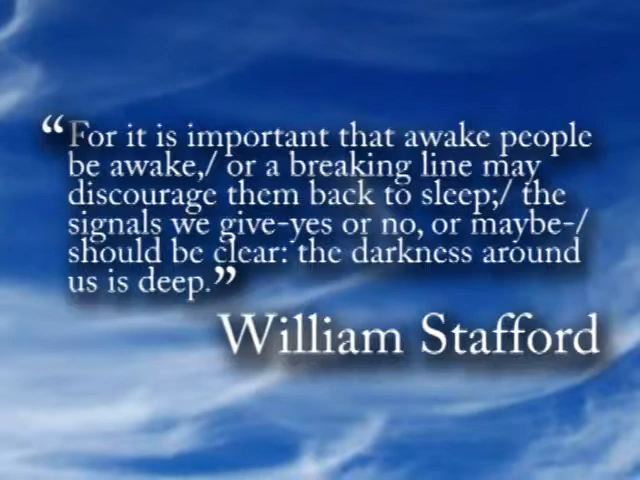 “For it is important that awake people
be awake,/ or a breaking line may
discourage them back to sleep;/ the
signals we give-yes or no, or maybe-/
should be clear: the darkness around
us is deep.”
William Stafford